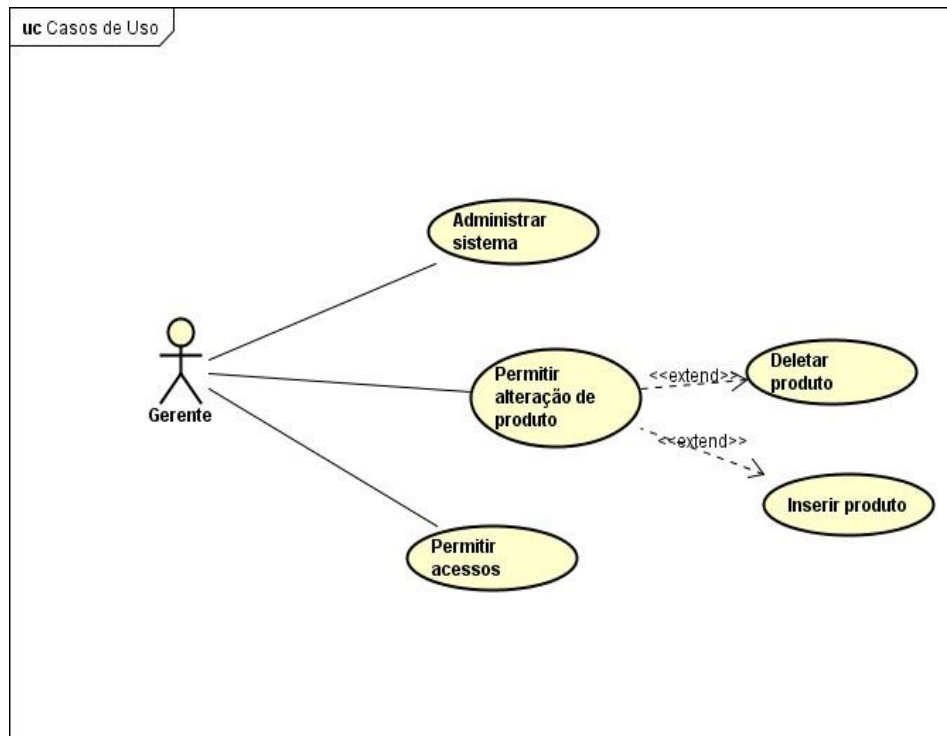 uc Casos de Uso
Administrar
sistema
Gerente
Permitir
alteração de
produto
<<extend>>
Deletar
produto
<<extend>>
Inserir produto
Permitir
acessos